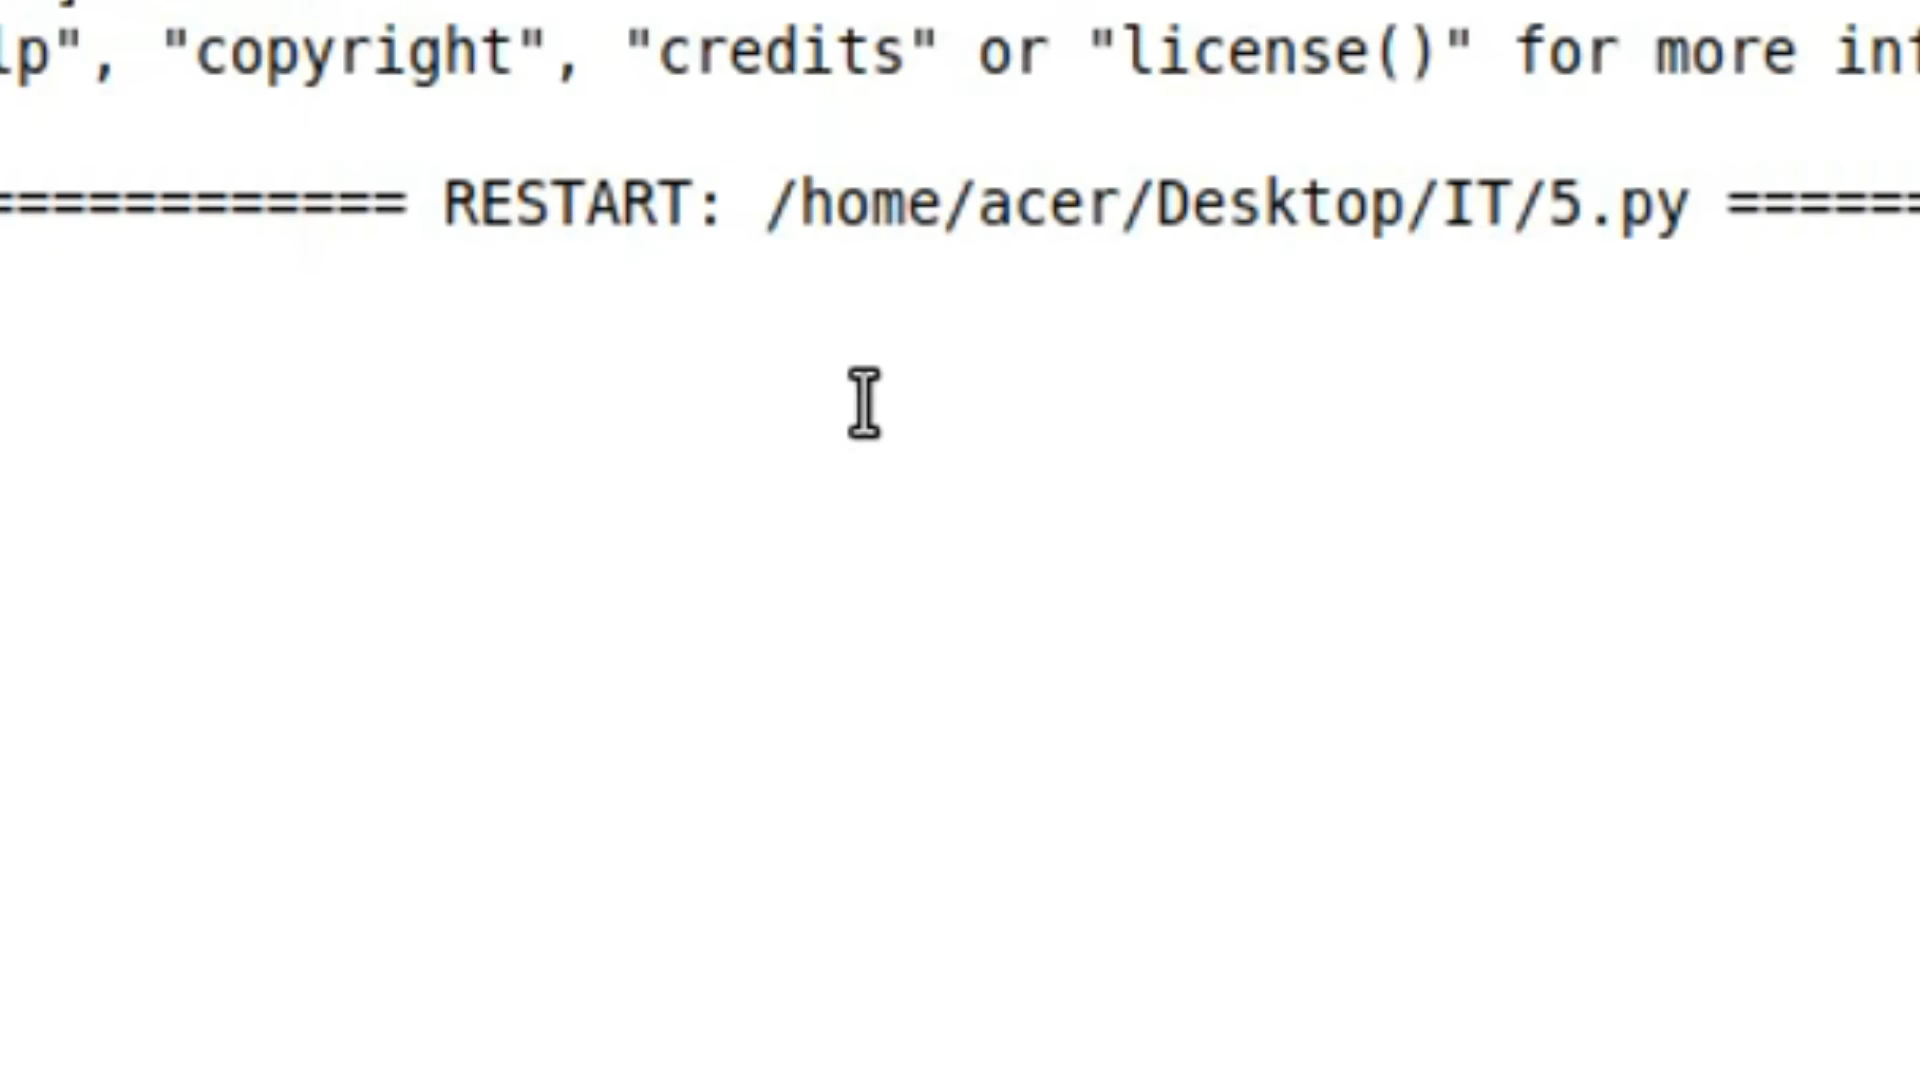 lp", "copyright", "credits" or "license()" for more inf
============ RESTART: /home/acer/Desktop/IT/5.py ======